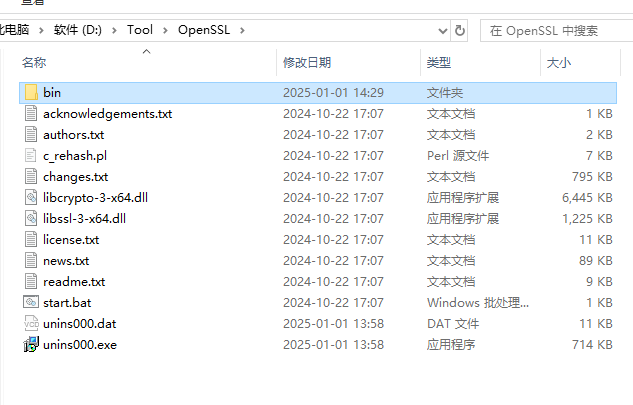 查看
此电脑 > 软件 (D:) > Tool > OpenSSL >
在 OpenSSL 中搜索
名称 修改日期 类型 大小
bin 2025-01-01 14:29 文件夹
acknowledgements.txt 2024-10-22 17:07 文本文档 1 KB
authors.txt 2024-10-22 17:07 文本文档 2 KB
c_rehash.pl 2024-10-22 17:07 Perl 源文件 7 KB
changes.txt 2024-10-22 17:07 文本文档 795 KB
libcrypto-3-x64.dll 2024-10-22 17:07 应用程序扩展 6,445 KB
libssl-3-x64.dll 2024-10-22 17:07 应用程序扩展 1,225 KB
license.txt 2024-10-22 17:07 文本文档 11 KB
news.txt 2024-10-22 17:07 文本文档 89 KB
readme.txt 2024-10-22 17:07 文本文档 9 KB
start.bat 2024-10-22 17:07 Windows 批处理... 1 KB
unins000.dat 2025-01-01 13:58 DAT 文件 11 KB
unins000.exe 2025-01-01 13:58 应用程序 714 KB